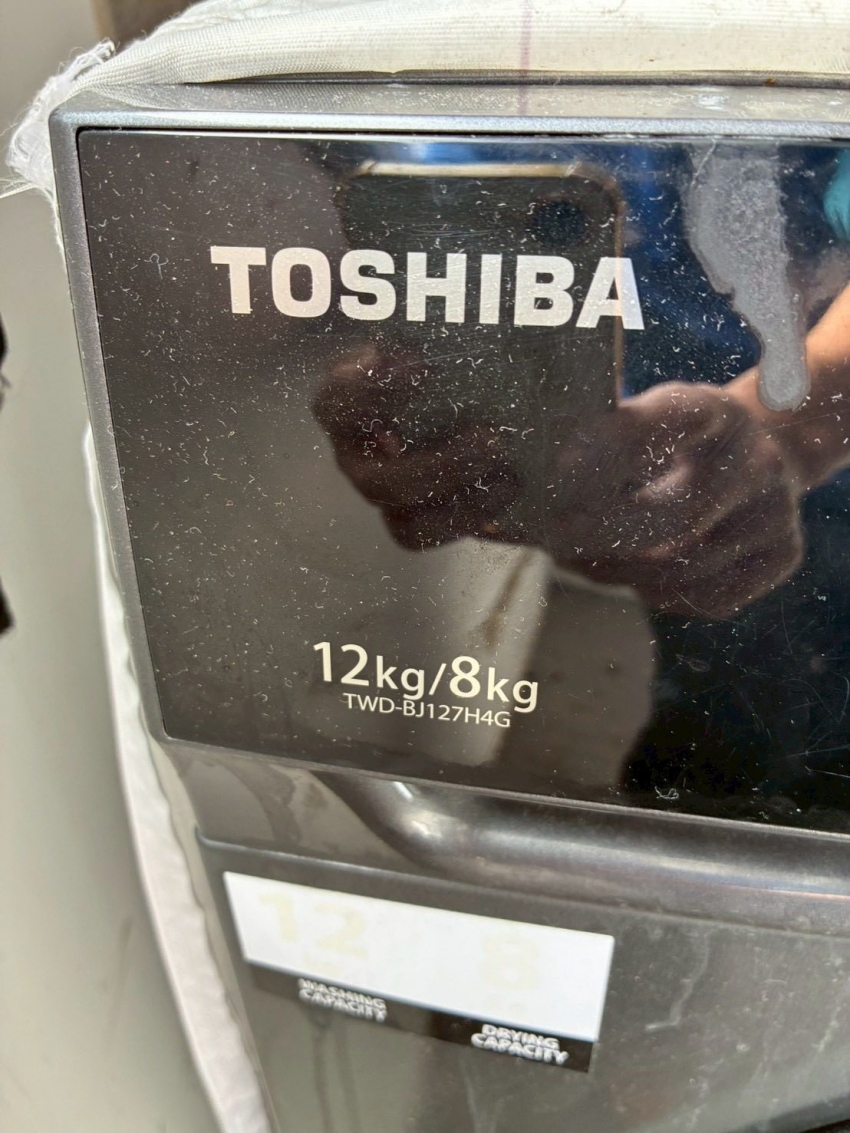 TOSHIBA
12kg/8kg
TWD-BJ127H4G
12 8
WASHING CAPACITY
DRYING CAPACITY